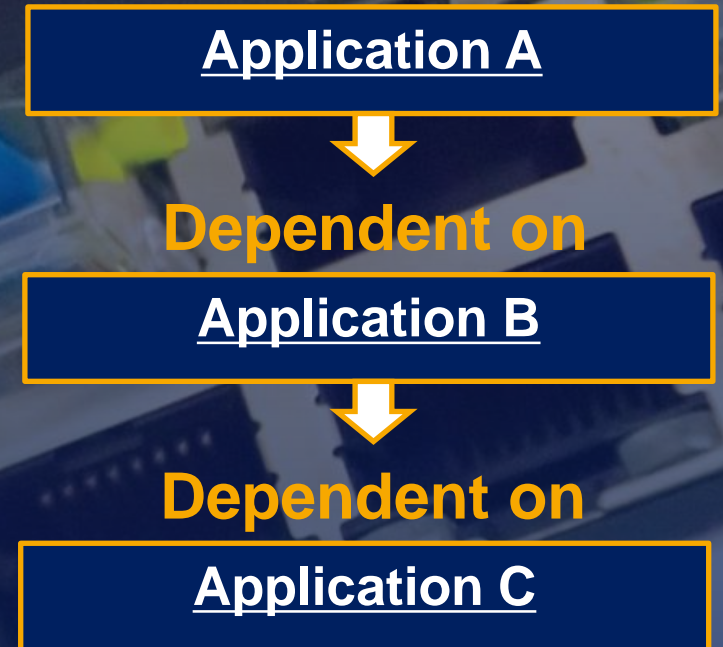 Application A
Dependent on
Application B
Dependent on
Application C